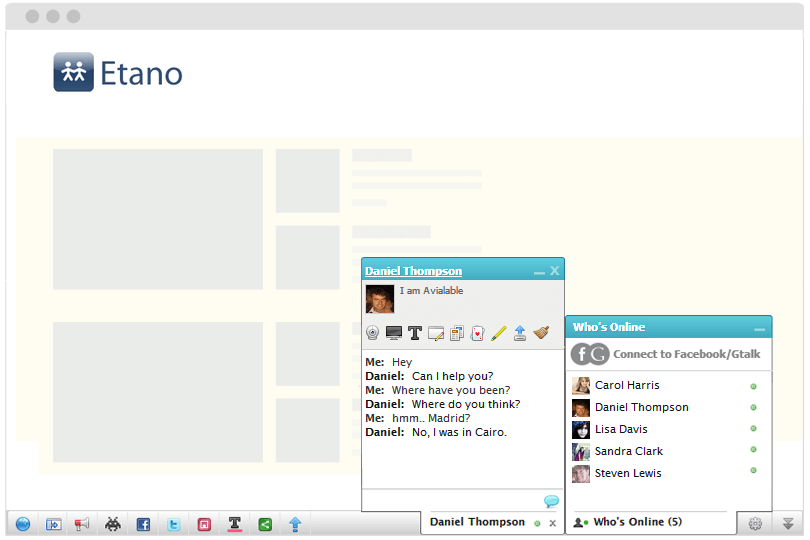 Etano
Daniel Thompson
I am Avialable
Me: Hey
Daniel: Can I help you?
Me: Where have you been?
Daniel: Where do you think?
Me: hmm.. Madrid?
Daniel: No, I was in Cairo.
Daniel Thompson x
Who's Online
Connect to Facebook/Gtalk
Carol Harris
Daniel Thompson
Lisa Davis
Sandra Clark
Steven Lewis
Who's Online (5)